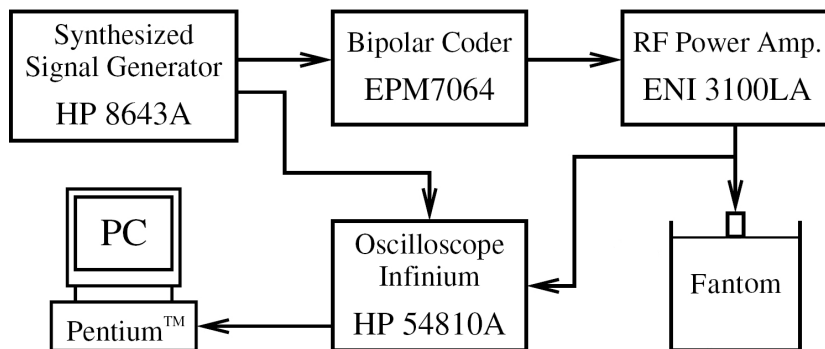 Synthesized
Signal Generator
HP 8643A
Bipolar Coder
EPM7064
RF Power Amp.
ENI 3100LA
PC
Pentium™
Oscilloscope
Infinium
HP 54810A
Fantom